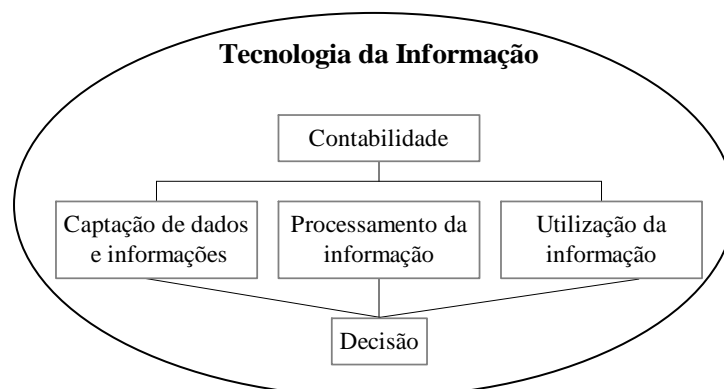 Tecnologia da Informação
Contabilidade
Captação de dados
e informações
Processamento da
informação
Utilização da
informação
Decisão